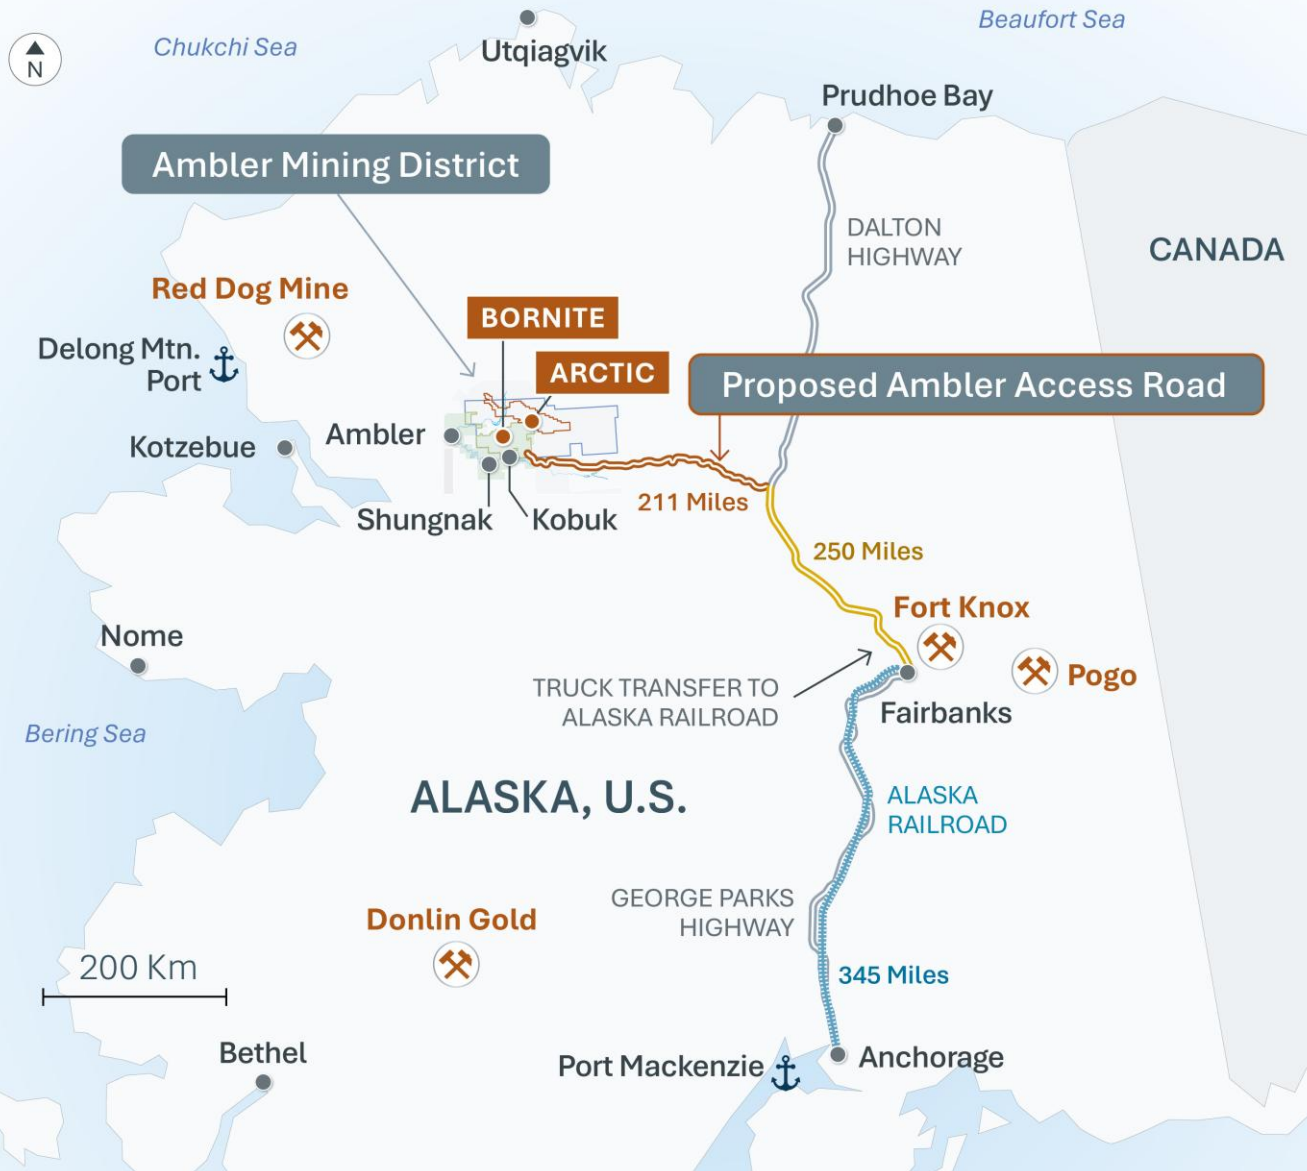 Beaufort Sea
Chukchi Sea
Utqiagvik
N
Prudhoe Bay
Ambler Mining District
DALTON
HIGHWAY
CANADA
Red Dog Mine
BORNITE
Delong Mtn.
Port
ARCTIC
Proposed Ambler Access Road
Ambler
Kotzebue
211 Miles
Shungnak
Kobuk
250 Miles
Fort Knox
Nome
Pogo
TRUCK TRANSFER TO
ALASKA RAILROAD
Fairbanks
Bering Sea
ALASKA, U.S.
ALASKA
RAILROAD
GEORGE PARKS
HIGHWAY
Donlin Gold
200 Km
345 Miles
Bethel
Port Mackenzie
Anchorage